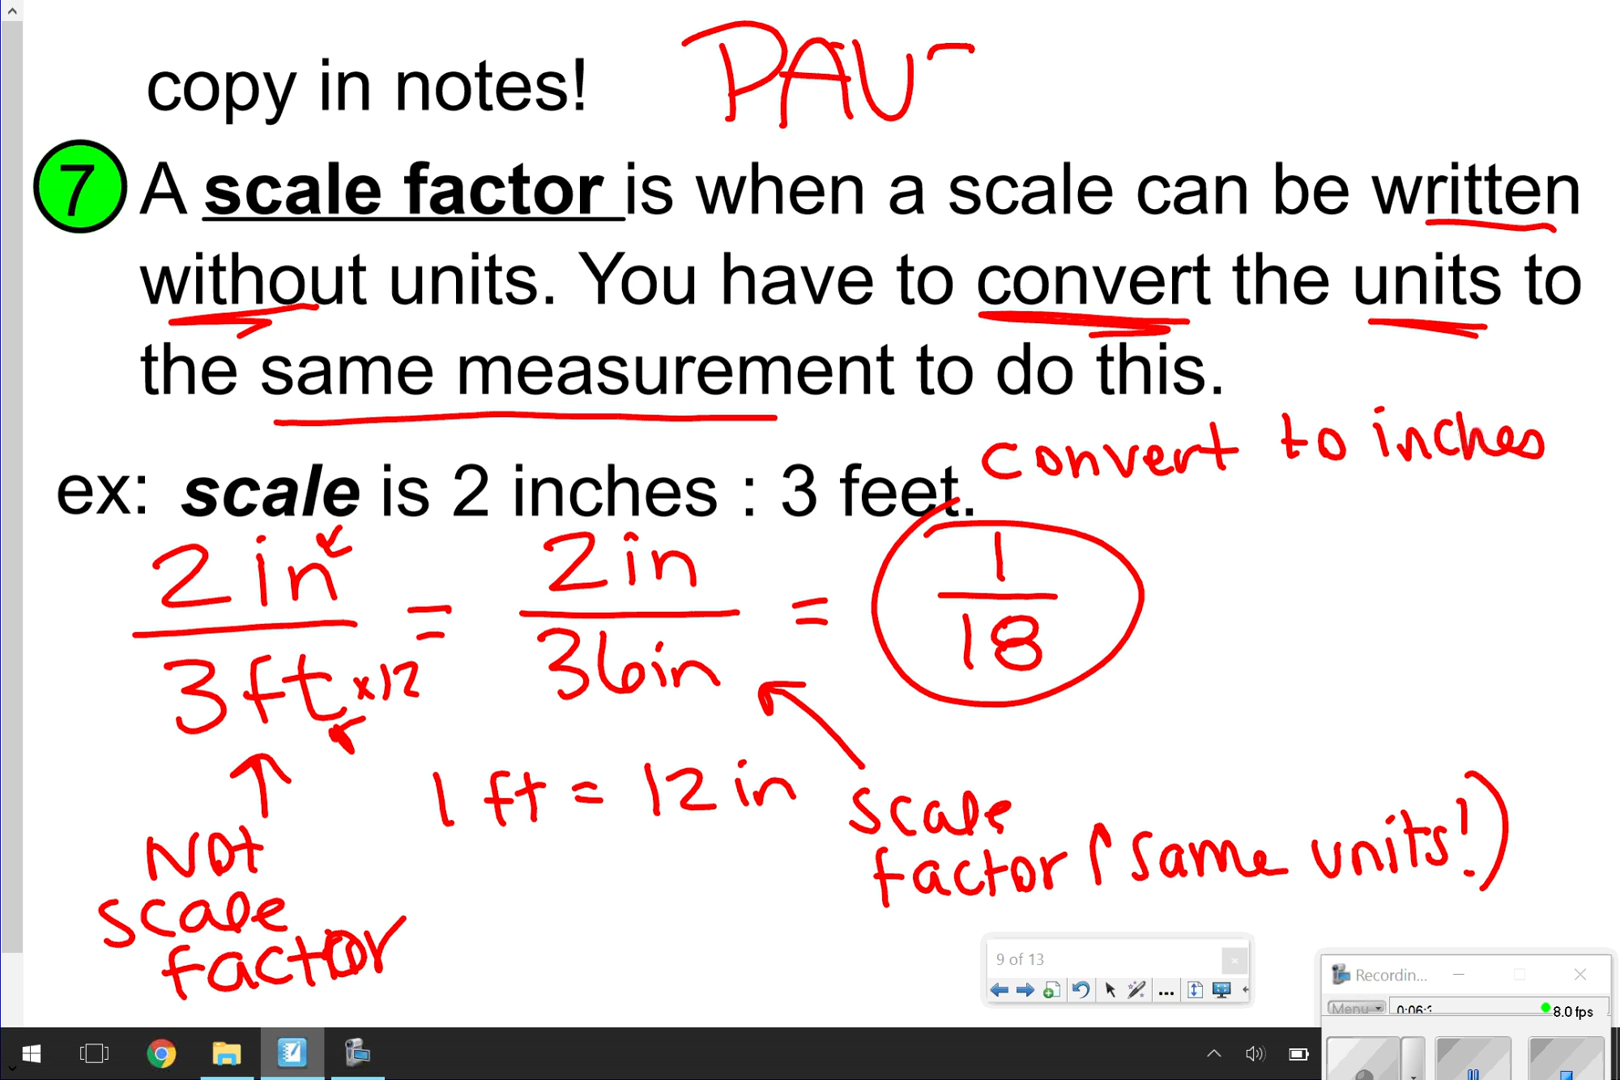 copy in notes! PAU
7 A scale factor is when a scale can be written
without units. You have to convert the units to
the same measurement to do this.
convert to inches
ex: scale is 2 inches : 3 feet.
2 in = 2 in = 1
3 ft x12 36 in 18
1 ft = 12 in
Not
scale
factor
scale
factor (same units!)
9 of 13
Recordin...
Menu 0:06:
8.0 fps